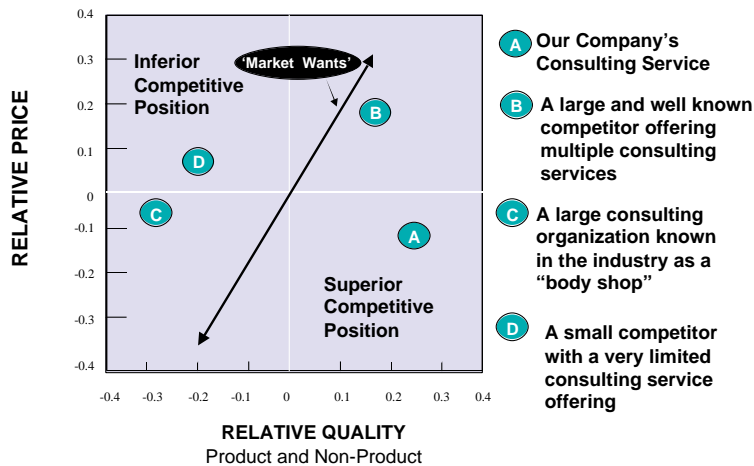 RELATIVE PRICE
0.4
0.3
0.2
0.1
0
-0.1
-0.2
-0.3
-0.4
Inferior
Competitive
Position
'Market Wants'
B
D
C
A
Superior
Competitive
Position
-0.4
-0.3
-0.2
-0.1
0
0.1
0.2
0.3
0.4
RELATIVE QUALITY
Product and Non-Product
A
Our Company's
Consulting Service
B
A large and well known
competitor offering
multiple consulting
services
C
A large consulting
organization known
in the industry as a
“body shop”
D
A small competitor
with a very limited
consulting service
offering